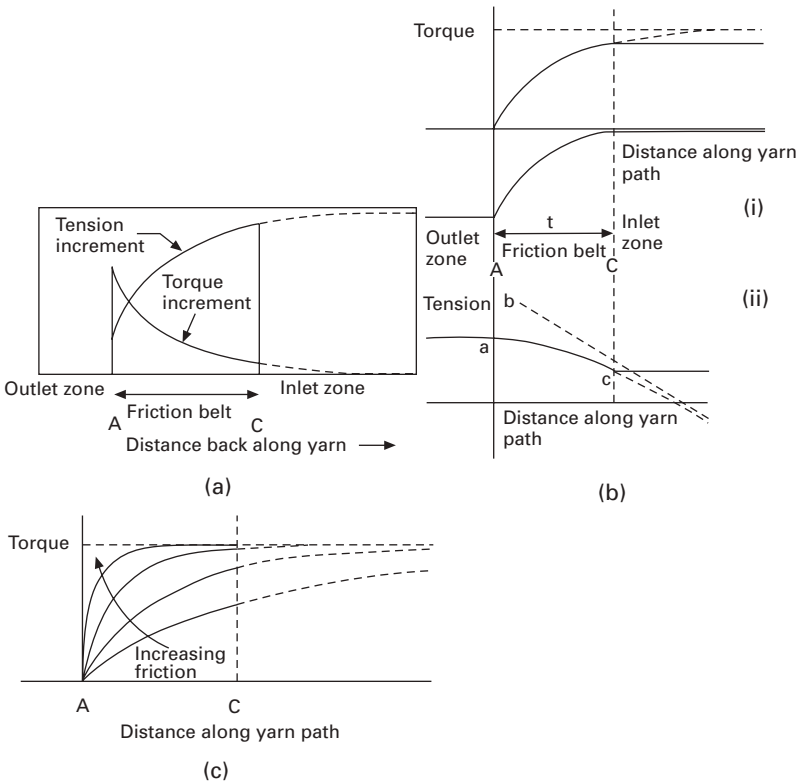 Tension
increment
Torque
increment
Outlet zone
Inlet zone
Friction belt
A
C
Distance back along yarn
(a)
Torque
Distance along yarn
path
(i)
t
Outlet
zone
Friction belt
Inlet
zone
A
C
(ii)
Tension
b
a
c
Distance along yarn
path
(b)
Torque
Increasing
friction
A
C
Distance along yarn path
(c)